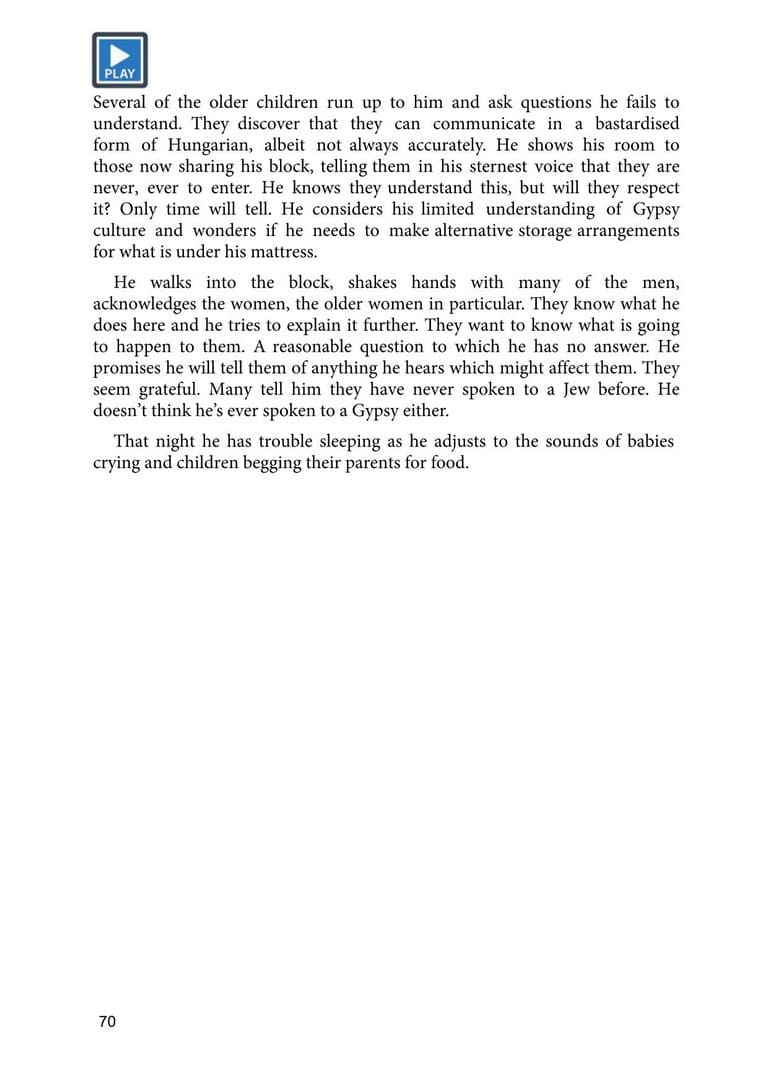 PLAY
Several of the older children run up to him and ask questions he fails to
understand. They discover that they can communicate in a bastardised
form of Hungarian, albeit not always accurately. He shows his room to
those now sharing his block, telling them in his sternest voice that they are
never, ever to enter. He knows they understand this, but will they respect
it? Only time will tell. He considers his limited understanding of Gypsy
culture and wonders if he needs to make alternative storage arrangements
for what is under his mattress.
He walks into the block, shakes hands with many of the men,
acknowledges the women, the older women in particular. They know what he
does here and he tries to explain it further. They want to know what is going
to happen to them. A reasonable question to which he has no answer. He
promises he will tell them of anything he hears which might affect them. They
seem grateful. Many tell him they have never spoken to a Jew before. He
doesn’t think he’s ever spoken to a Gypsy either.
That night he has trouble sleeping as he adjusts to the sounds of babies
crying and children begging their parents for food.
70